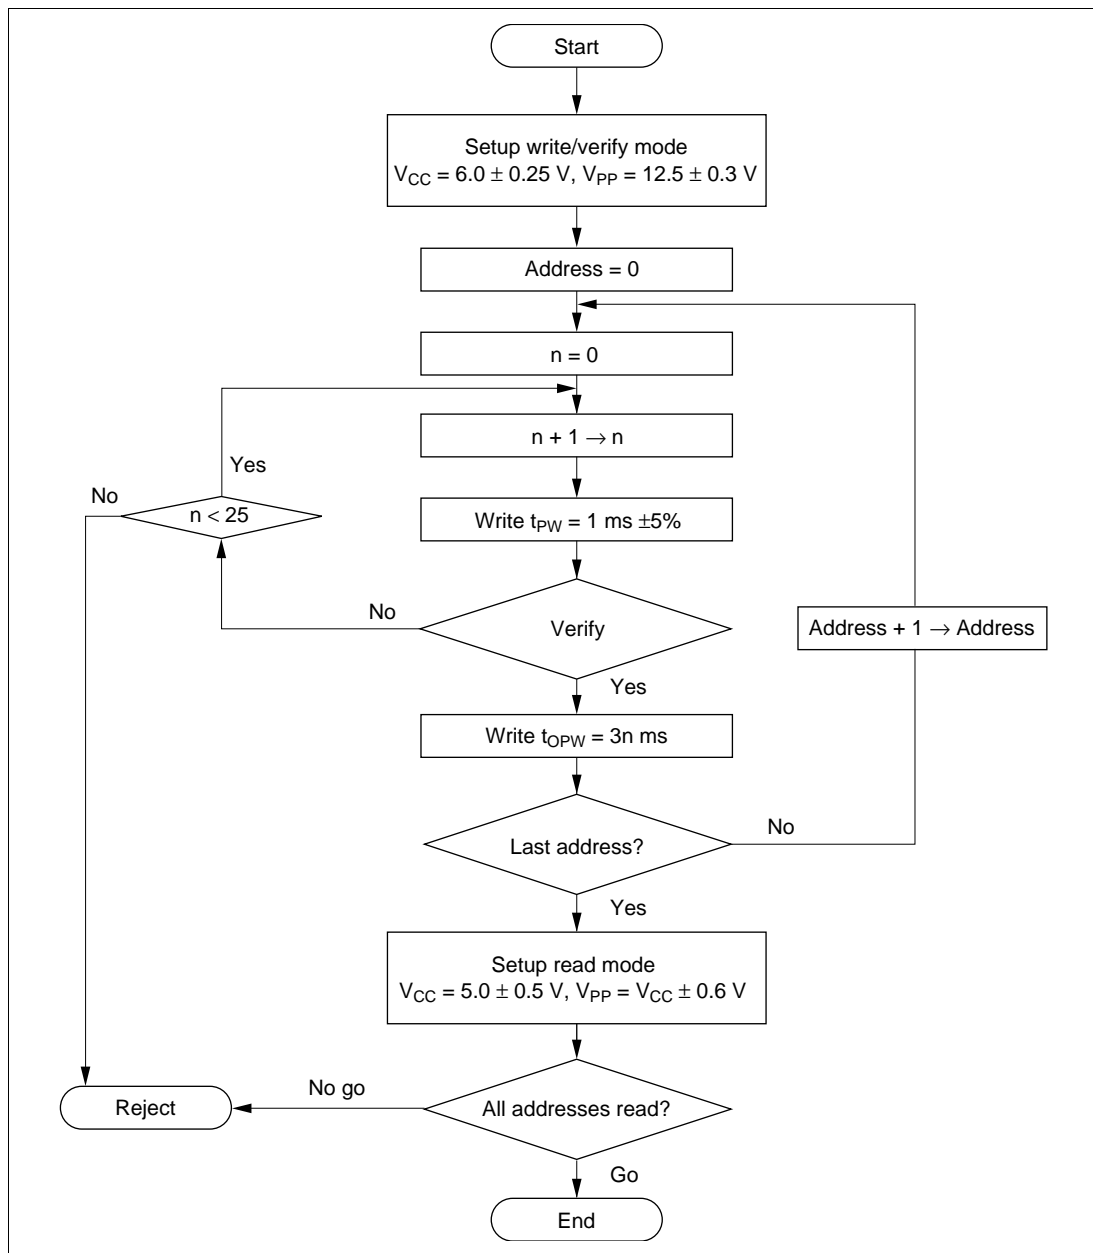 Start
Setup write/verify mode
VCC = 6.0 ± 0.25 V, VPP = 12.5 ± 0.3 V
Address = 0
n = 0
n + 1 → n
Yes
No
n < 25
Write tPW = 1 ms ±5%
No
Verify
Address + 1 → Address
Yes
Write tOPW = 3n ms
Last address?
No
Yes
Setup read mode
VCC = 5.0 ± 0.5 V, VPP = VCC ± 0.6 V
No go
Reject
All addresses read?
Go
End